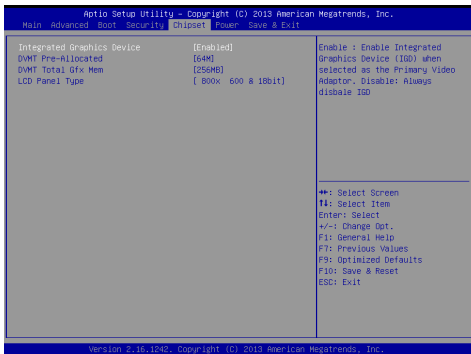 Aptio Setup Utility – Copyright (C) 2013 American Megatrends, Inc.
Main Advanced Boot Security Chipset Power Save & Exit
Integrated Graphics Device [Enabled]
DVMT Pre-Allocated [64M]
DVMT Total Gfx Mem [256MB]
LCD Panel Type [ 800x 600 & 18bit]
Enable : Enable Integrated
Graphics Device (IGD) when
selected as the Primary Video
Adaptor. Disable: Always
disbale IGD
→←: Select Screen
↑↓: Select Item
Enter: Select
+/-: Change Opt.
F1: General Help
F7: Previous Values
F9: Optimized Defaults
F10: Save & Reset
ESC: Exit
Version 2.16.1242. Copyright (C) 2013 American Megatrends, Inc.